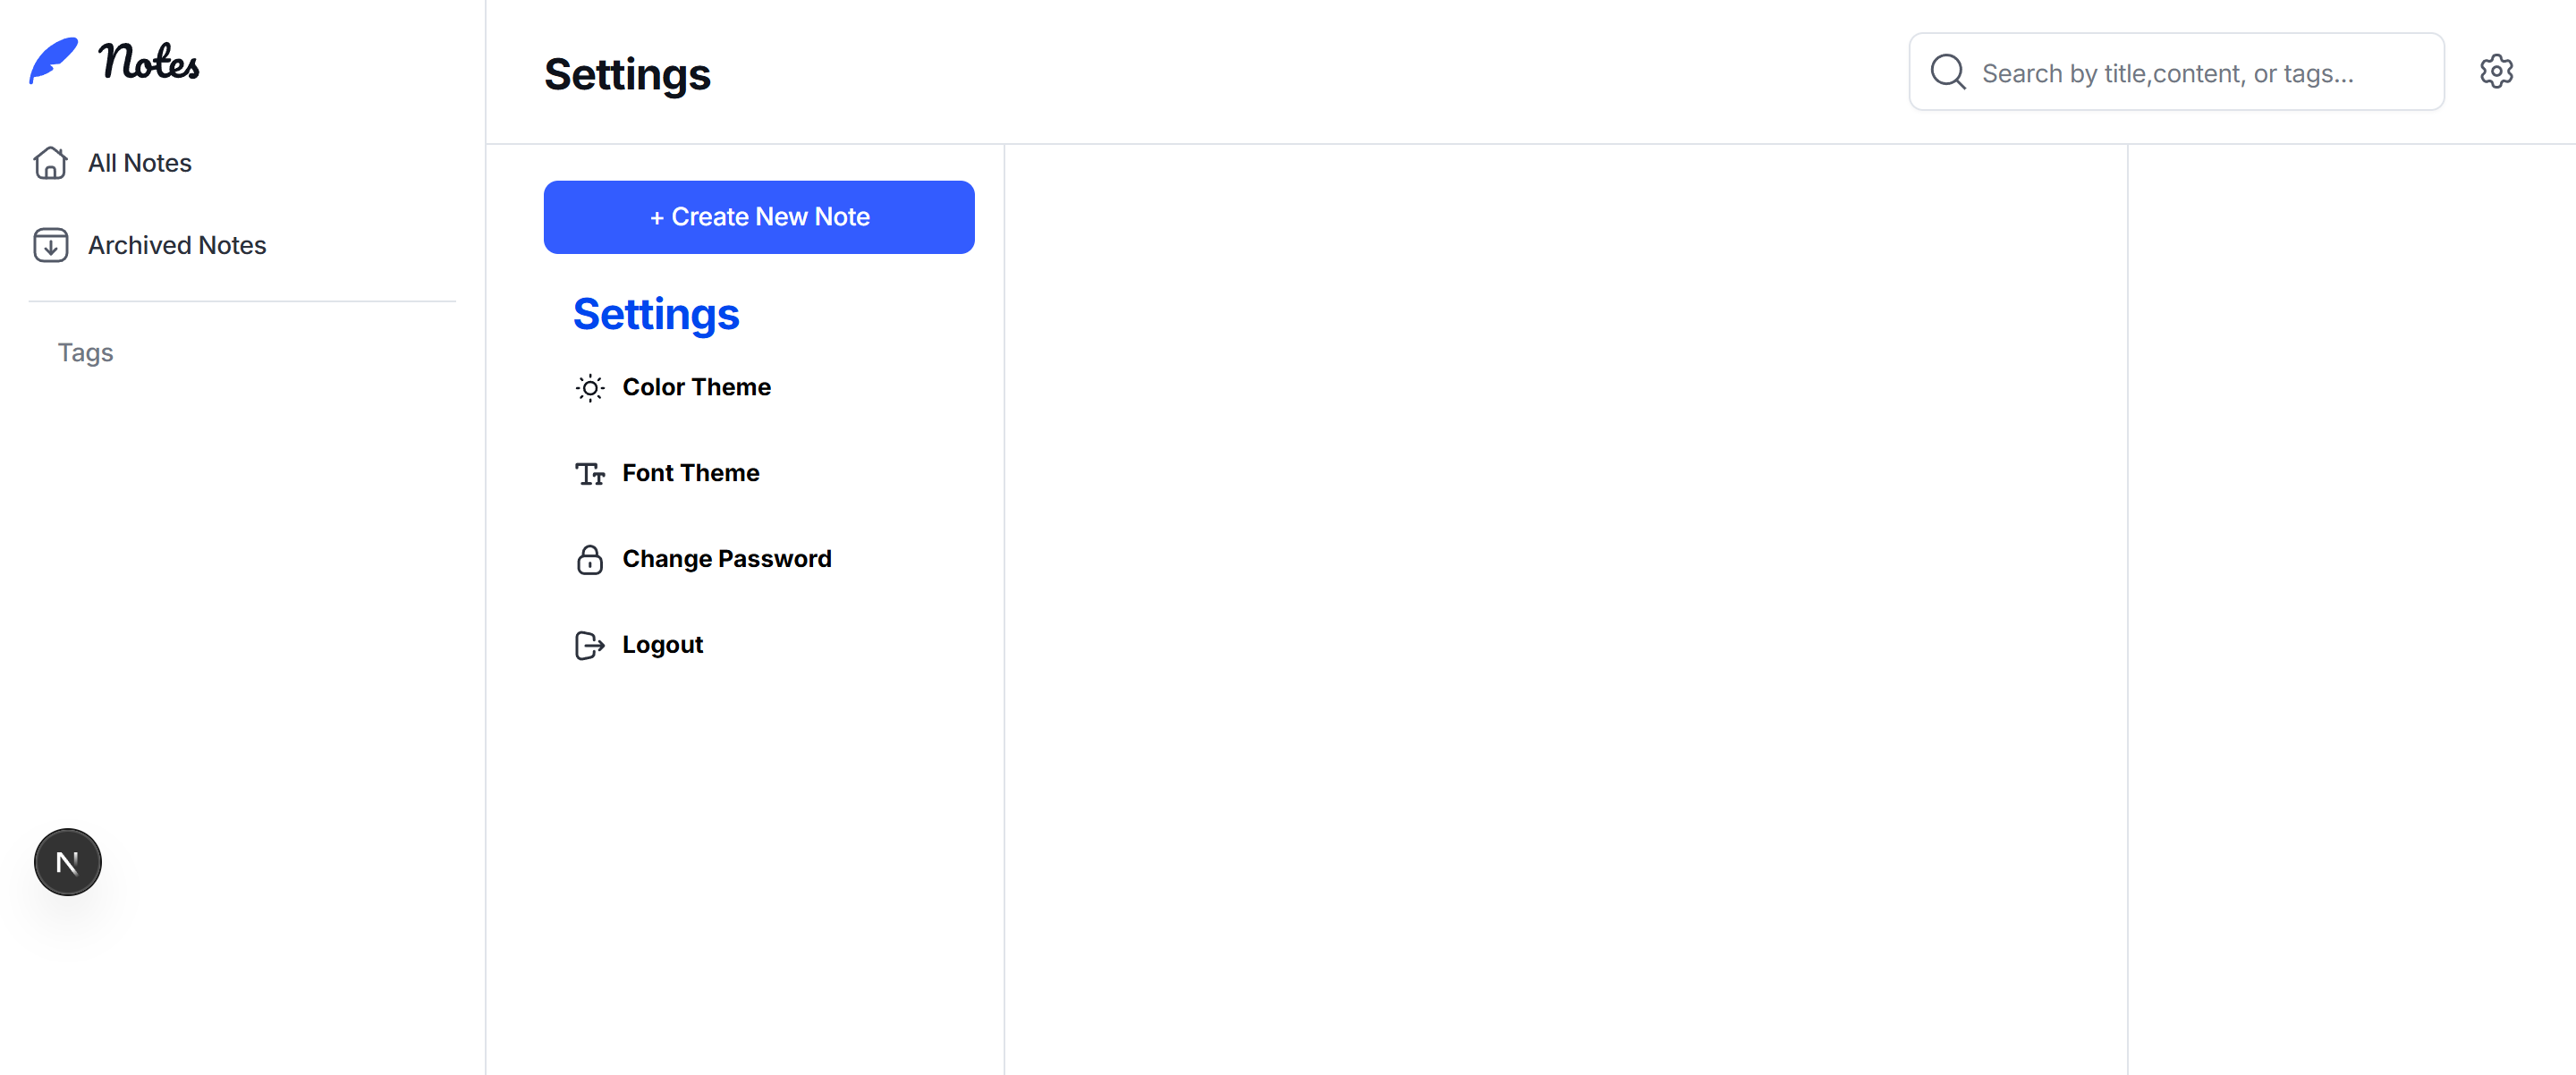 Notes
All Notes
Archived Notes
Tags
N
Settings
Search by title,content, or tags...
+ Create New Note
Settings
Color Theme
Font Theme
Change Password
Logout